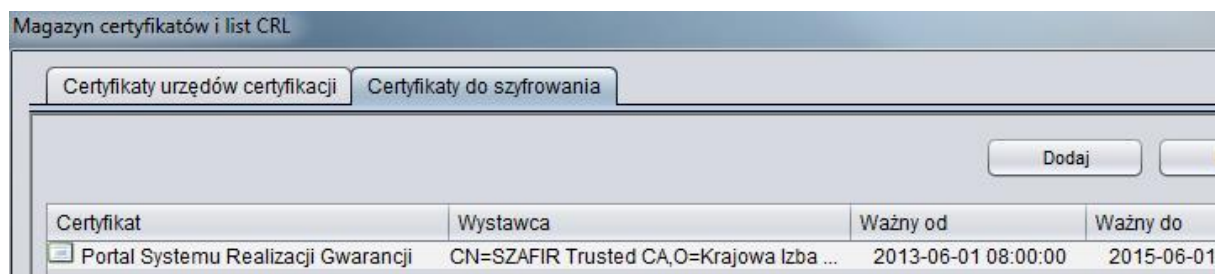 Magazyn certyfikatów i list CRL
Certyfikaty urzędów certyfikacji Certyfikaty do szyfrowania
Dodaj
Certyfikat Wystawca Ważny od Ważny do
Portal Systemu Realizacji Gwarancji CN=SZAFIR Trusted CA,O=Krajowa Izba ... 2013-06-01 08:00:00 2015-06-01